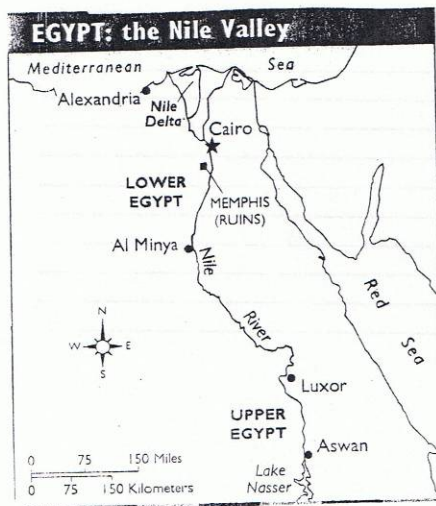 EGYPT: the Nile Valley
Mediterranean Sea
Alexandria
Nile
Delta
Cairo
LOWER
EGYPT
MEMPHIS
(RUINS)
Al Minya
Nile
River
Red
Sea
N
W E
S
Luxor
UPPER
EGYPT
Aswan
Lake
Nasser
0 75 150 Miles
0 75 150 Kilometers